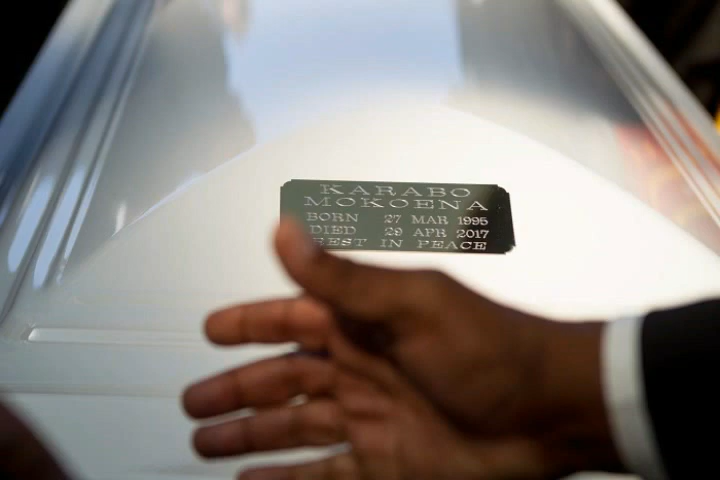 KARABO
MOKOENA
BORN 27 MAR 1995
DIED 29 APR 2017
REST IN PEACE